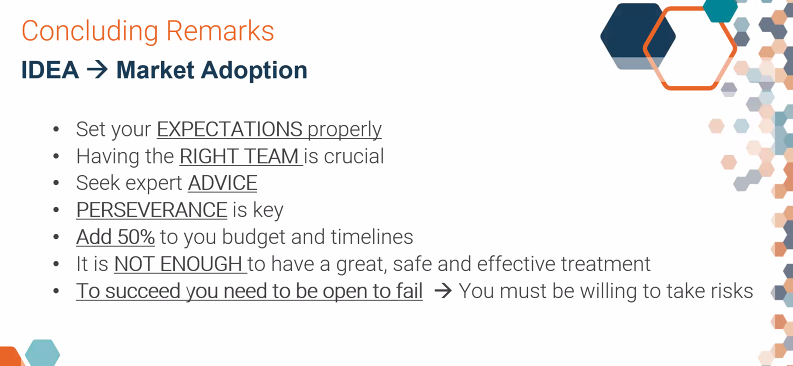 Concluding Remarks
IDEA → Market Adoption
• Set your EXPECTATIONS properly
• Having the RIGHT TEAM is crucial
• Seek expert ADVICE
• PERSEVERANCE is key
• Add 50% to you budget and timelines
• It is NOT ENOUGH to have a great, safe and effective treatment
• To succeed you need to be open to fail → You must be willing to take risks